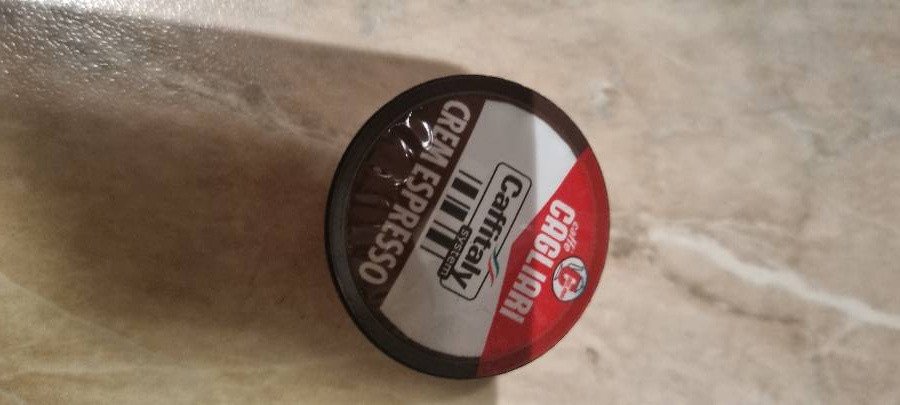 caffè
CAGLIARI
Caffitaly
system
CREM ESPRESSO